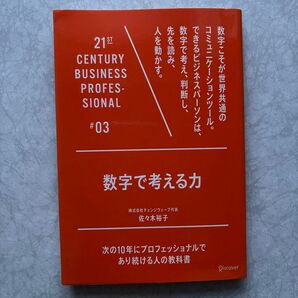 21ST
CENTURY
BUSINESS
PROFES-
SIONAL
#03
数字こそが世界共通の
コミュニケーションツール。
できるビジネスパーソンは、
数字で考え、判断し、
先を読み、
人を動かす。
数字で考える力
株式会社チェンジウェーブ代表
佐々木裕子
次の10年にプロフェッショナルで
あり続ける人の教科書
Discover